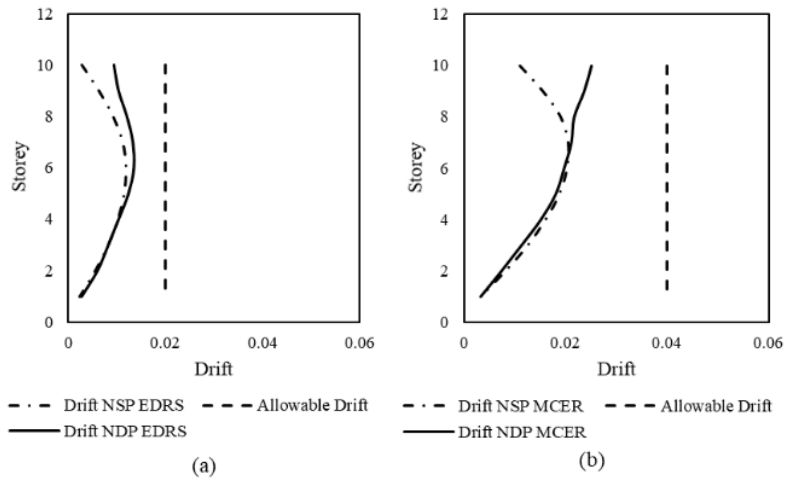 12
10
8
6
4
2
0
Storey
0 0.02 0.04 0.06
Drift
Drift NSP EDRS Allowable Drift
Drift NDP EDRS
(a)
12
10
8
6
4
2
0
Storey
0 0.02 0.04 0.06
Drift
Drift NSP MCER Allowable Drift
Drift NDP MCER
(b)